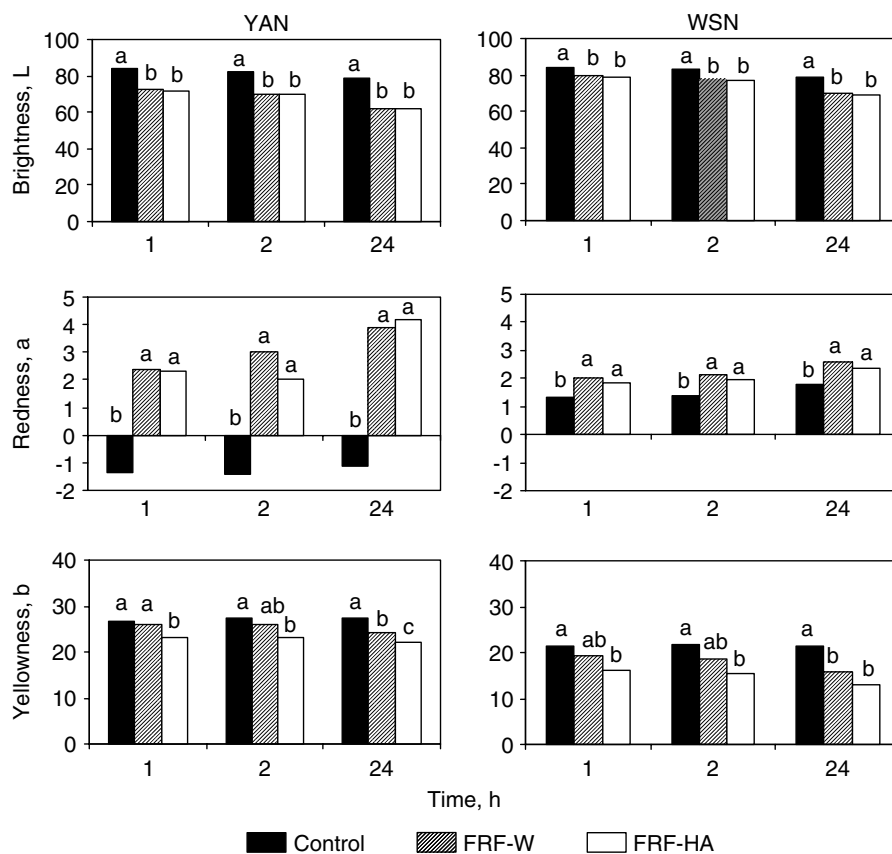 YAN
WSN
Brightness, L
100
80
60
40
20
0
a b b a b b a b b
1 2 24
100
80
60
40
20
0
a b b a b b a b b
1 2 24
Redness, a
5
4
3
2
1
0
-1
-2
b a a b a a b a a
1 2 24
5
4
3
2
1
0
-1
-2
b a a b a a b a a
1 2 24
Yellowness, b
40
30
20
10
0
a a b a ab b a b c
1 2 24
40
30
20
10
0
a ab b a ab b a b b
1 2 24
Time, h
Control FRF-W FRF-HA